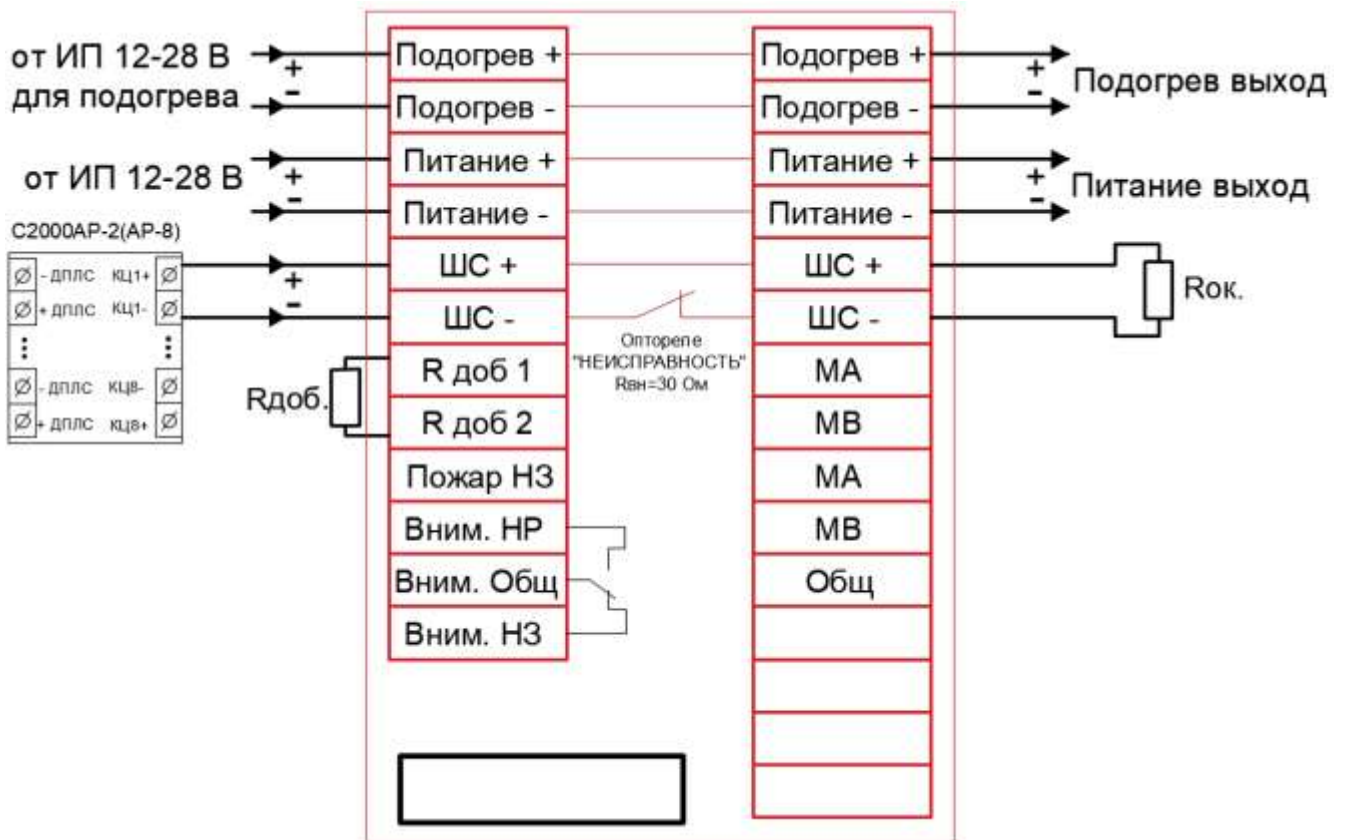 от ИП 12-28 В
для подогрева
+
-
от ИП 12-28 В
+
-
С2000АР-2(АР-8)
- ДПЛС КЦ1+
+ ДПЛС КЦ1-
- ДПЛС КЦ8-
+ ДПЛС КЦ8+
+
-
Rдоб.
Подогрев +
Подогрев -
Питание +
Питание -
ШС +
ШС -
R доб 1
R доб 2
Пожар НЗ
Вним. НР
Вним. Общ
Вним. НЗ
Оптореле
"НЕИСПРАВНОСТЬ"
Rвн=30 Ом
Подогрев +
Подогрев -
Питание +
Питание -
ШС +
ШС -
МА
МВ
МА
МВ
Общ
+
-
Подогрев выход
+
-
Питание выход
Rок.